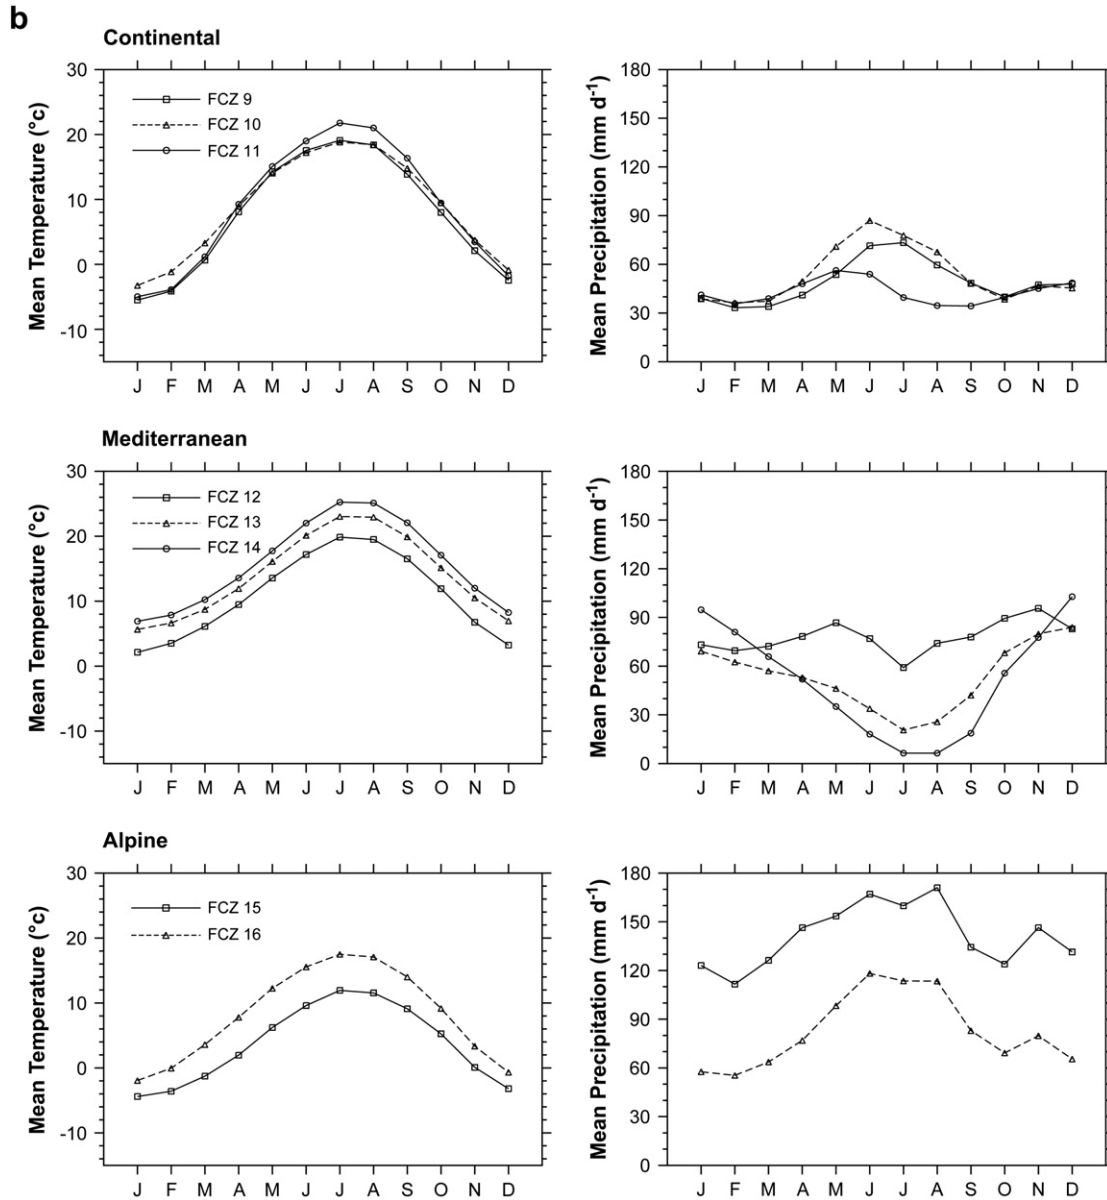 b
Continental
Mean Temperature (°c)
30
20
10
0
-10
FCZ 9
FCZ 10
FCZ 11
J F M A M J J A S O N D
Mean Precipitation (mm d-1)
180
150
120
90
60
30
0
J F M A M J J A S O N D
Mediterranean
Mean Temperature (°c)
30
20
10
0
-10
FCZ 12
FCZ 13
FCZ 14
J F M A M J J A S O N D
Mean Precipitation (mm d-1)
180
150
120
90
60
30
0
J F M A M J J A S O N D
Alpine
Mean Temperature (°c)
30
20
10
0
-10
FCZ 15
FCZ 16
J F M A M J J A S O N D
Mean Precipitation (mm d-1)
180
150
120
90
60
30
0
J F M A M J J A S O N D